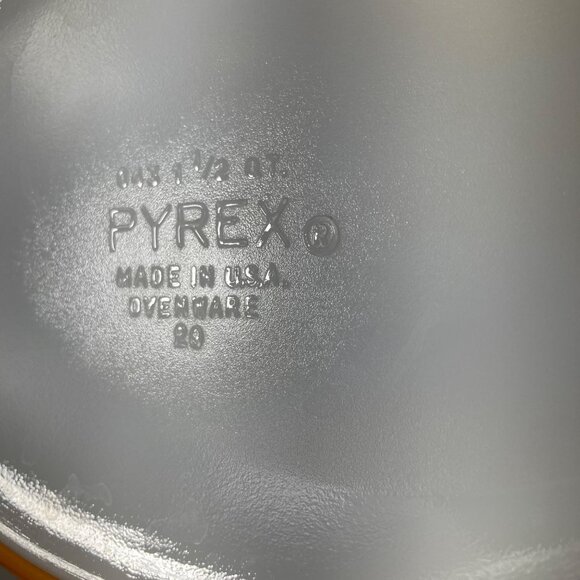 043 1 1/2 QT.
PYREX ®
MADE IN U.S.A.
OVENWARE
20